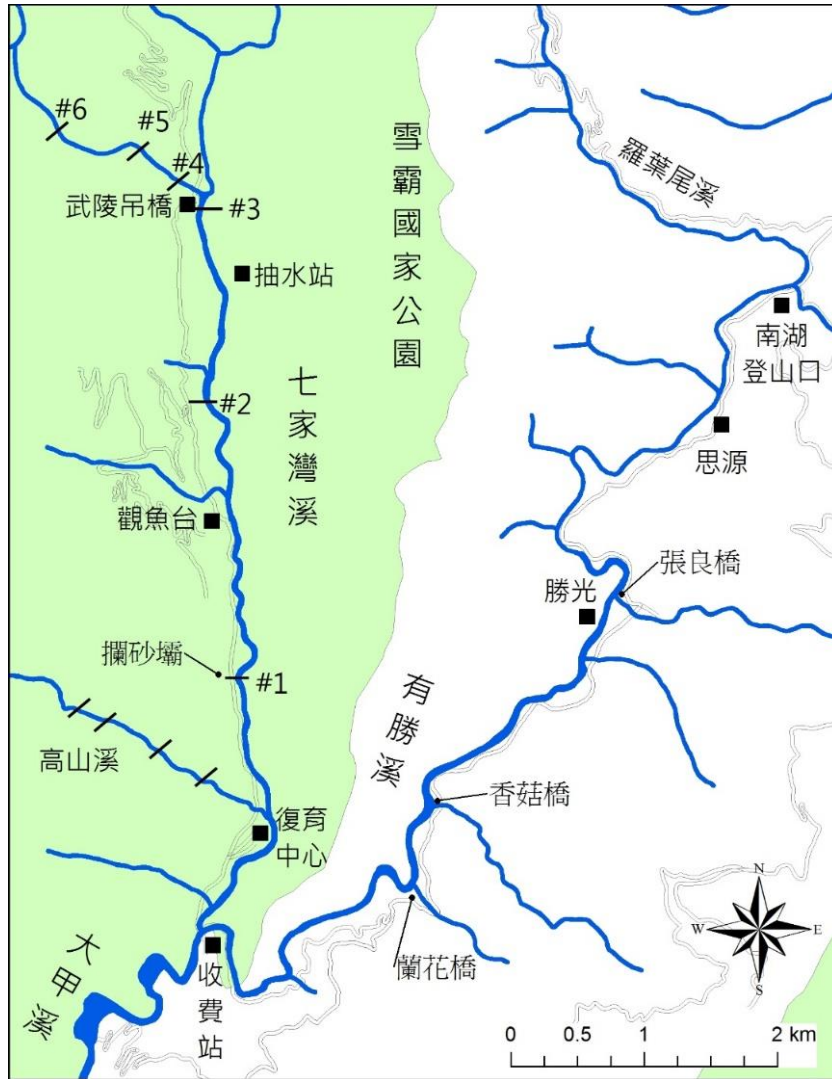 #6
#5
#4
武陵吊橋
#3
抽水站
雪霸國家公園
羅葉尾溪
南湖
登山口
思源
七家灣溪
#2
觀魚台
張良橋
勝光
攔砂壩
#1
有勝溪
高山溪
香菇橋
復育
中心
蘭花橋
大甲溪
收費站
N
W
E
S
0 0.5 1 2 km